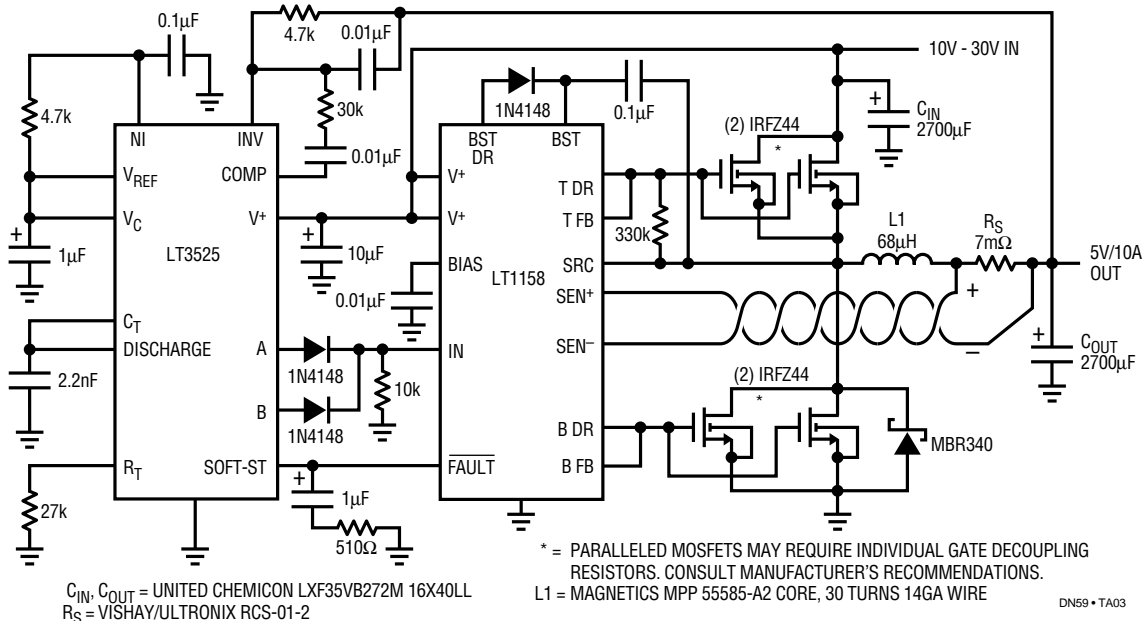 0.1µF
4.7k
0.01µF
10V - 30V IN
4.7k
30k
0.01µF
1N4148
0.1µF
C_IN
2700µF
(2) IRFZ44
*
NI
INV
V_REF
COMP
V_C
V+
LT3525
1µF
10µF
C_T
DISCHARGE
A
B
2.2nF
1N4148
1N4148
10k
R_T
SOFT-ST
27k
1µF
510Ω
BST
DR
BST
V+
V+
T DR
T FB
330k
BIAS
0.01µF
LT1158
SRC
SEN+
SEN–
IN
B DR
B FB
FAULT
L1
68µH
R_S
7mΩ
5V/10A
OUT
+
–
C_OUT
2700µF
(2) IRFZ44
*
MBR340
+
+
+
+
+
* = PARALLELED MOSFETS MAY REQUIRE INDIVIDUAL GATE DECOUPLING
RESISTORS. CONSULT MANUFACTURER'S RECOMMENDATIONS.
L1 = MAGNETICS MPP 55585-A2 CORE, 30 TURNS 14GA WIRE
C_IN, C_OUT = UNITED CHEMICON LXF35VB272M 16X40LL
R_S = VISHAY/ULTRONIX RCS-01-2
DN59 • TA03